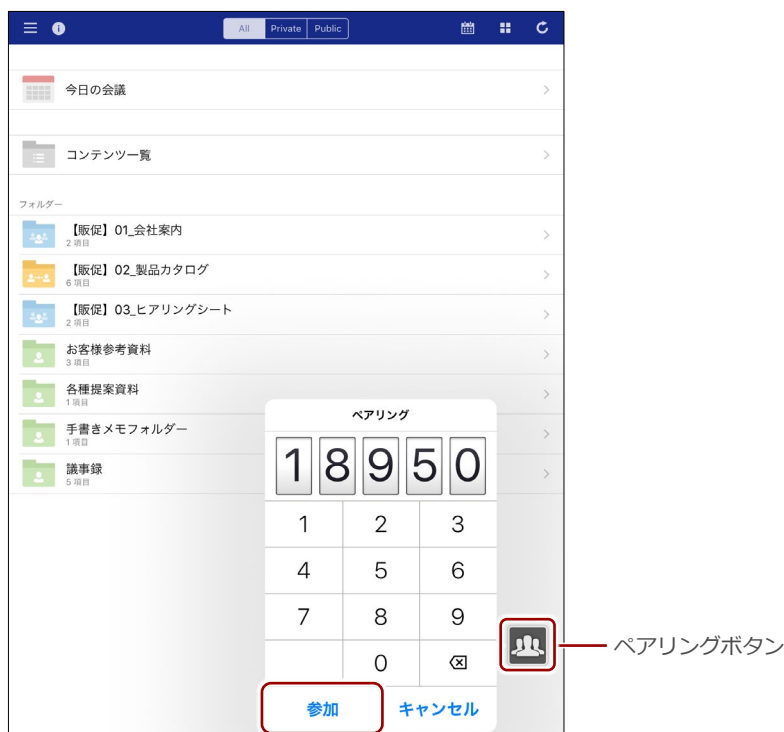 All Private Public
今日の会議
コンテンツ一覧
フォルダー
【販促】01_会社案内
2 項目
【販促】02_製品カタログ
6 項目
【販促】03_ヒアリングシート
2 項目
お客様参考資料
3 項目
各種提案資料
1 項目
手書きメモフォルダー
1 項目
議事録
5 項目
ペアリング
18950
1 2 3
4 5 6
7 8 9
0
参加 キャンセル
ペアリングボタン